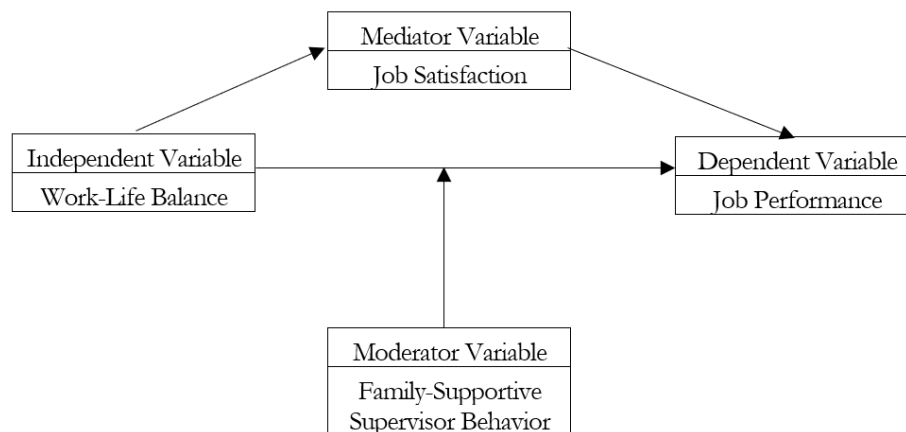 Mediator Variable
Job Satisfaction
Independent Variable
Work-Life Balance
Dependent Variable
Job Performance
Moderator Variable
Family-Supportive
Supervisor Behavior